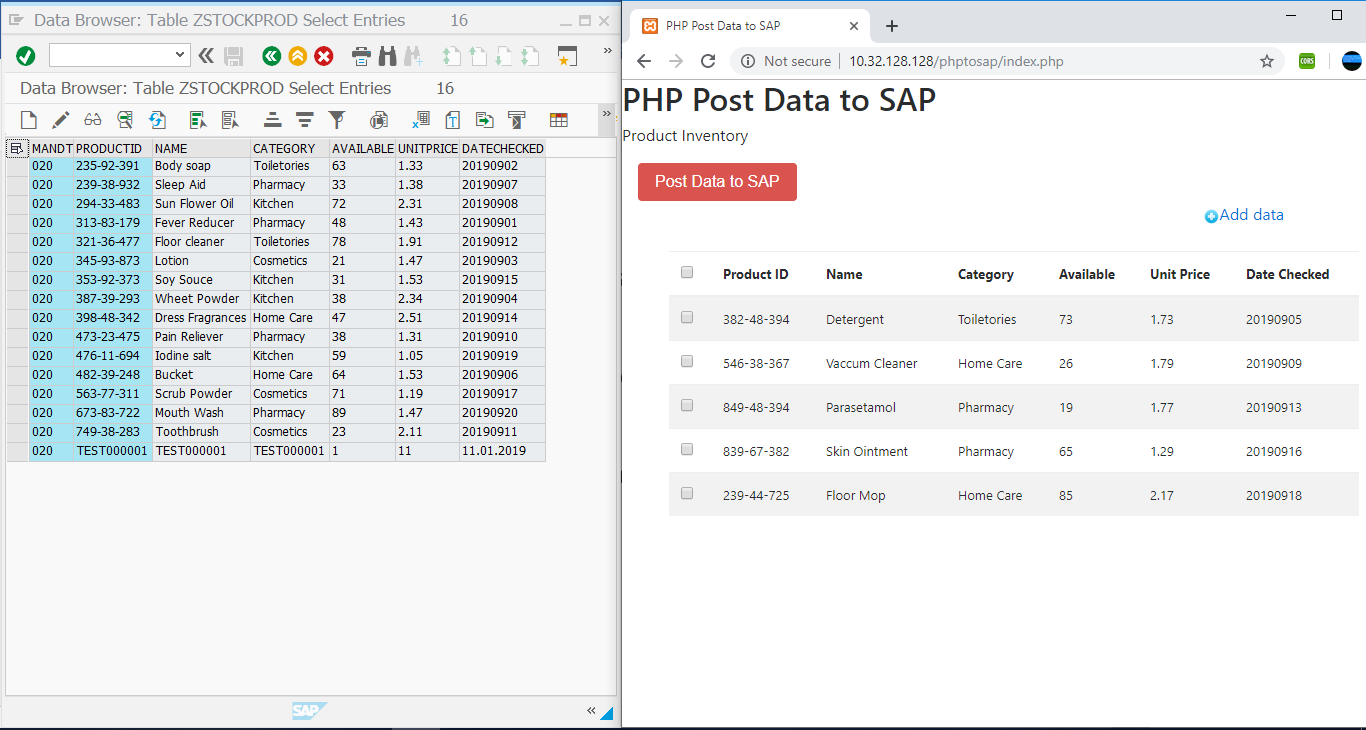 Data Browser: Table ZSTOCKPROD Select Entries 16
Data Browser: Table ZSTOCKPROD Select Entries 16
MANDT PRODUCTID NAME CATEGORY AVAILABLE UNITPRICE DATECHECKED
020 235-92-391 Body soap Toiletories 63 1.33 20190902
020 239-38-932 Sleep Aid Pharmacy 33 1.38 20190907
020 294-33-483 Sun Flower Oil Kitchen 72 2.31 20190908
020 313-83-179 Fever Reducer Pharmacy 48 1.43 20190901
020 321-36-477 Floor cleaner Toiletories 78 1.91 20190912
020 345-93-873 Lotion Cosmetics 21 1.47 20190903
020 353-92-373 Soy Souce Kitchen 31 1.53 20190915
020 387-39-293 Wheet Powder Kitchen 38 2.34 20190904
020 398-48-342 Dress Fragrances Home Care 47 2.51 20190914
020 473-23-475 Pain Reliever Pharmacy 38 1.31 20190910
020 476-11-694 Iodine salt Kitchen 59 1.05 20190919
020 482-39-248 Bucket Home Care 64 1.53 20190906
020 563-77-311 Scrub Powder Cosmetics 71 1.19 20190917
020 673-83-722 Mouth Wash Pharmacy 89 1.47 20190920
020 749-38-283 Toothbrush Cosmetics 23 2.11 20190911
020 TEST000001 TEST000001 TEST000001 1 11 11.01.2019
SAP
PHP Post Data to SAP
Not secure | 10.32.128.128/phptosap/index.php
CORS
PHP Post Data to SAP
Product Inventory
Post Data to SAP
Add data
Product ID Name Category Available Unit Price Date Checked
382-48-394 Detergent Toiletories 73 1.73 20190905
546-38-367 Vaccum Cleaner Home Care 26 1.79 20190909
849-48-394 Parasetamol Pharmacy 19 1.77 20190913
839-67-382 Skin Ointment Pharmacy 65 1.29 20190916
239-44-725 Floor Mop Home Care 85 2.17 20190918